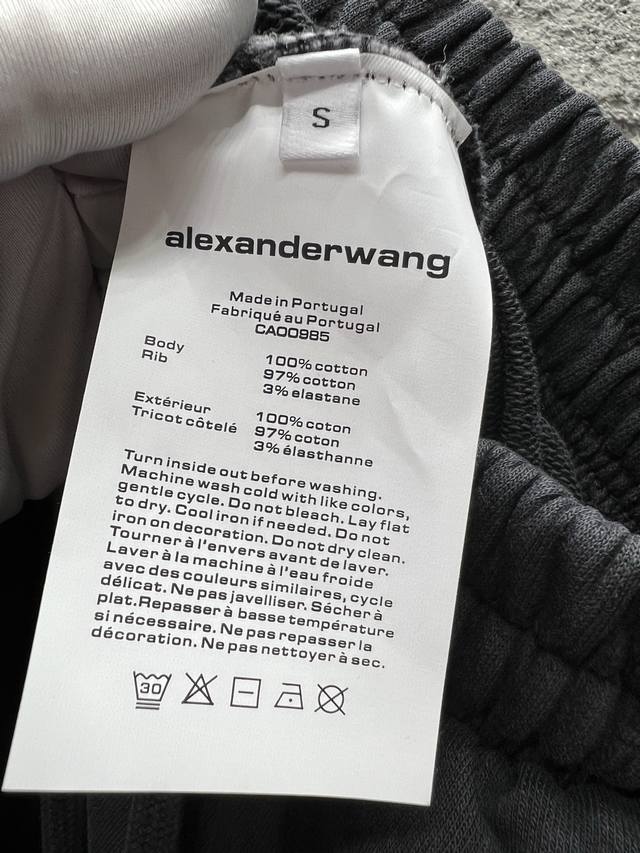 S
alexanderwang
Made in Portugal
Fabriqué au Portugal
CA00985
Body 100% cotton
Rib 97% cotton
3% elastane
Extérieur 100% coton
Tricot côtelé 97% coton
3% élasthanne
Turn inside out before washing.
Machine wash cold with like colors,
gentle cycle. Do not bleach. Lay flat
to dry. Cool iron if needed. Do not
iron on decoration. Do not dry clean.
Tourner à l'envers avant de laver.
Laver à la machine à l'eau froide
avec des couleurs similaires, cycle
délicat. Ne pas javelliser. Sécher à
plat.Repasser à basse température
si nécessaire. Ne pas repasser la
décoration. Ne pas nettoyer à sec.
30